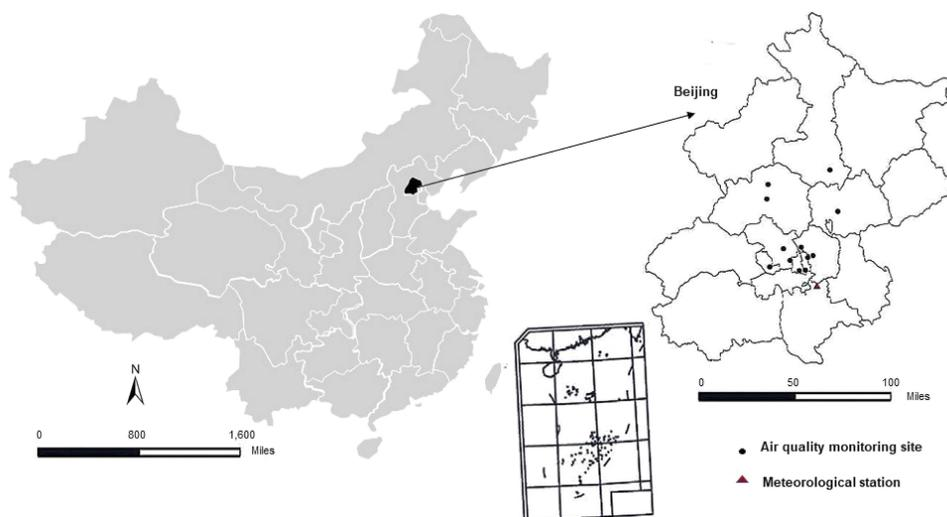 Beijing
N
0 800 1,600
Miles
0 50 100
Miles
Air quality monitoring site
Meteorological station